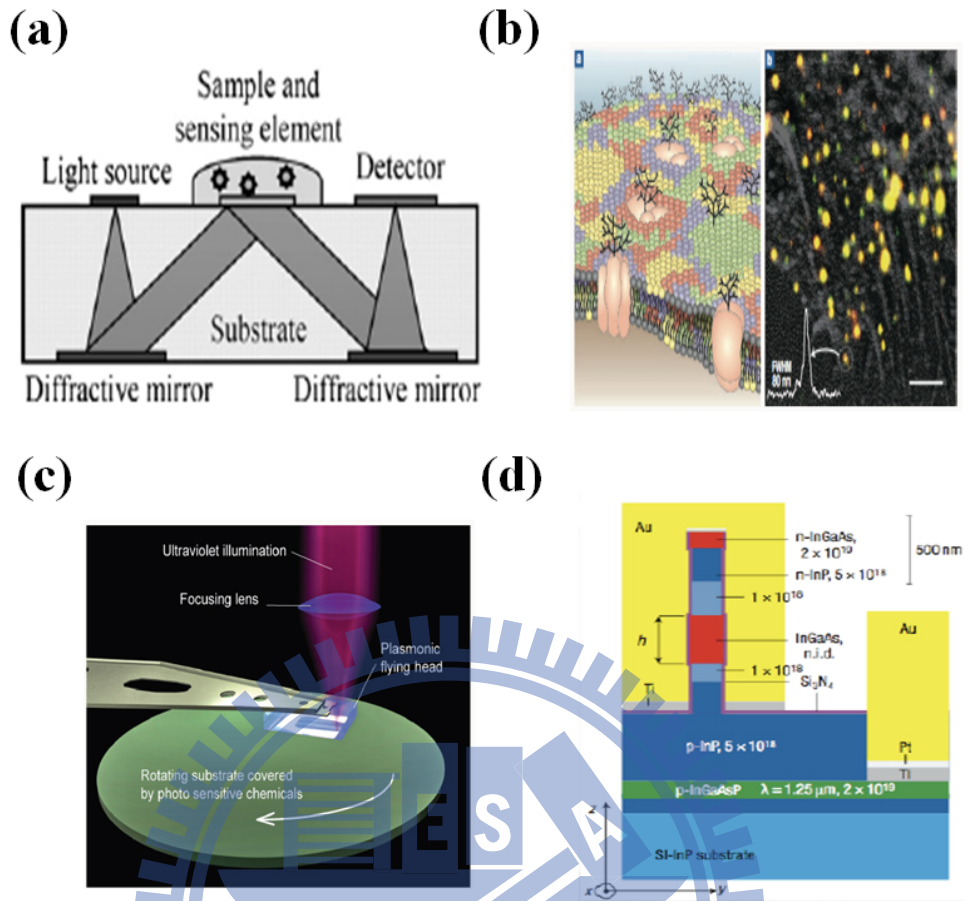 (a)
Sample and
sensing element
Light source
Detector
Substrate
Diffractive mirror
Diffractive mirror
(b)
a
b
FWHM
80 nm
(c)
Ultraviolet illumination
Focusing lens
Plasmonic
flying head
Rotating substrate covered
by photo sensitive chemicals
ESA
(d)
Au
n-InGaAs,
2 × 10¹⁹
500 nm
n-InP, 5 × 10¹⁸
1 × 10¹⁸
h
InGaAs,
n.i.d.
Au
1 × 10¹⁸
Si₃N₄
Ti
p-InP, 5 × 10¹⁸
Pt
Ti
p-InGaAsP λ = 1.25 μm, 2 × 10¹⁹
SI-InP substrate
z
x
y